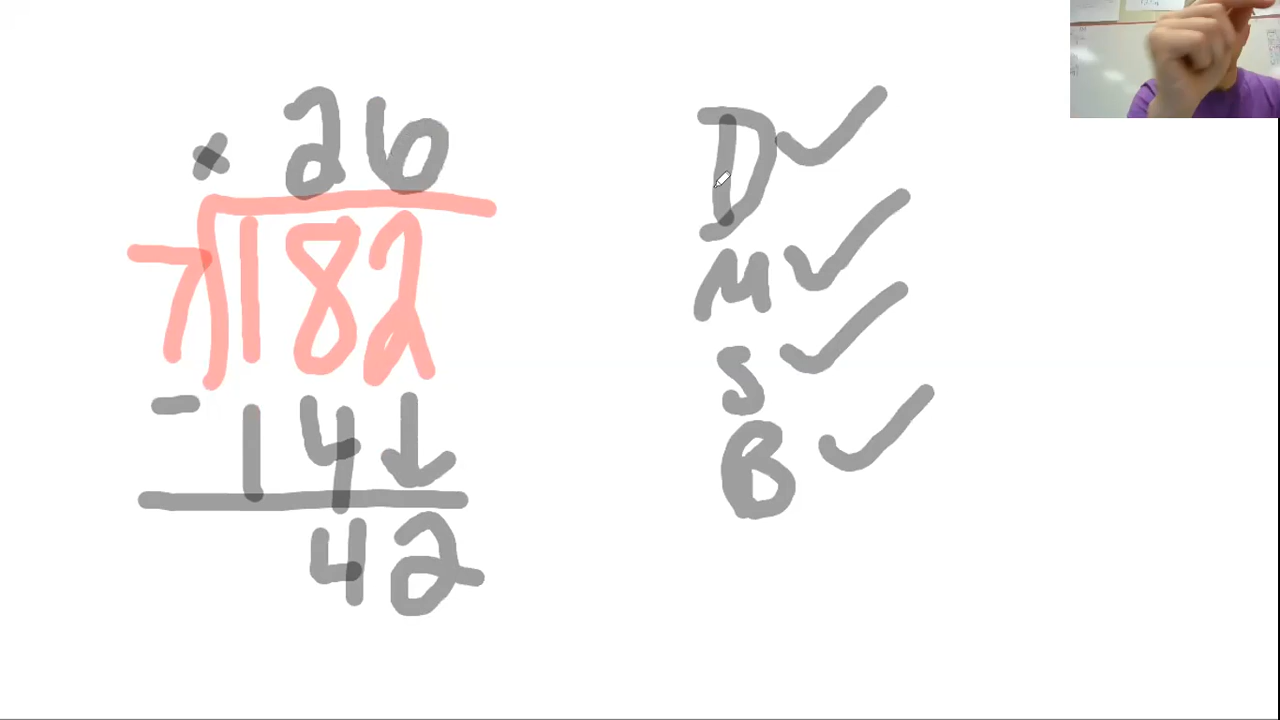 × 26
7)182
- 14↓
42
D ✓
M ✓
S ✓
B ✓